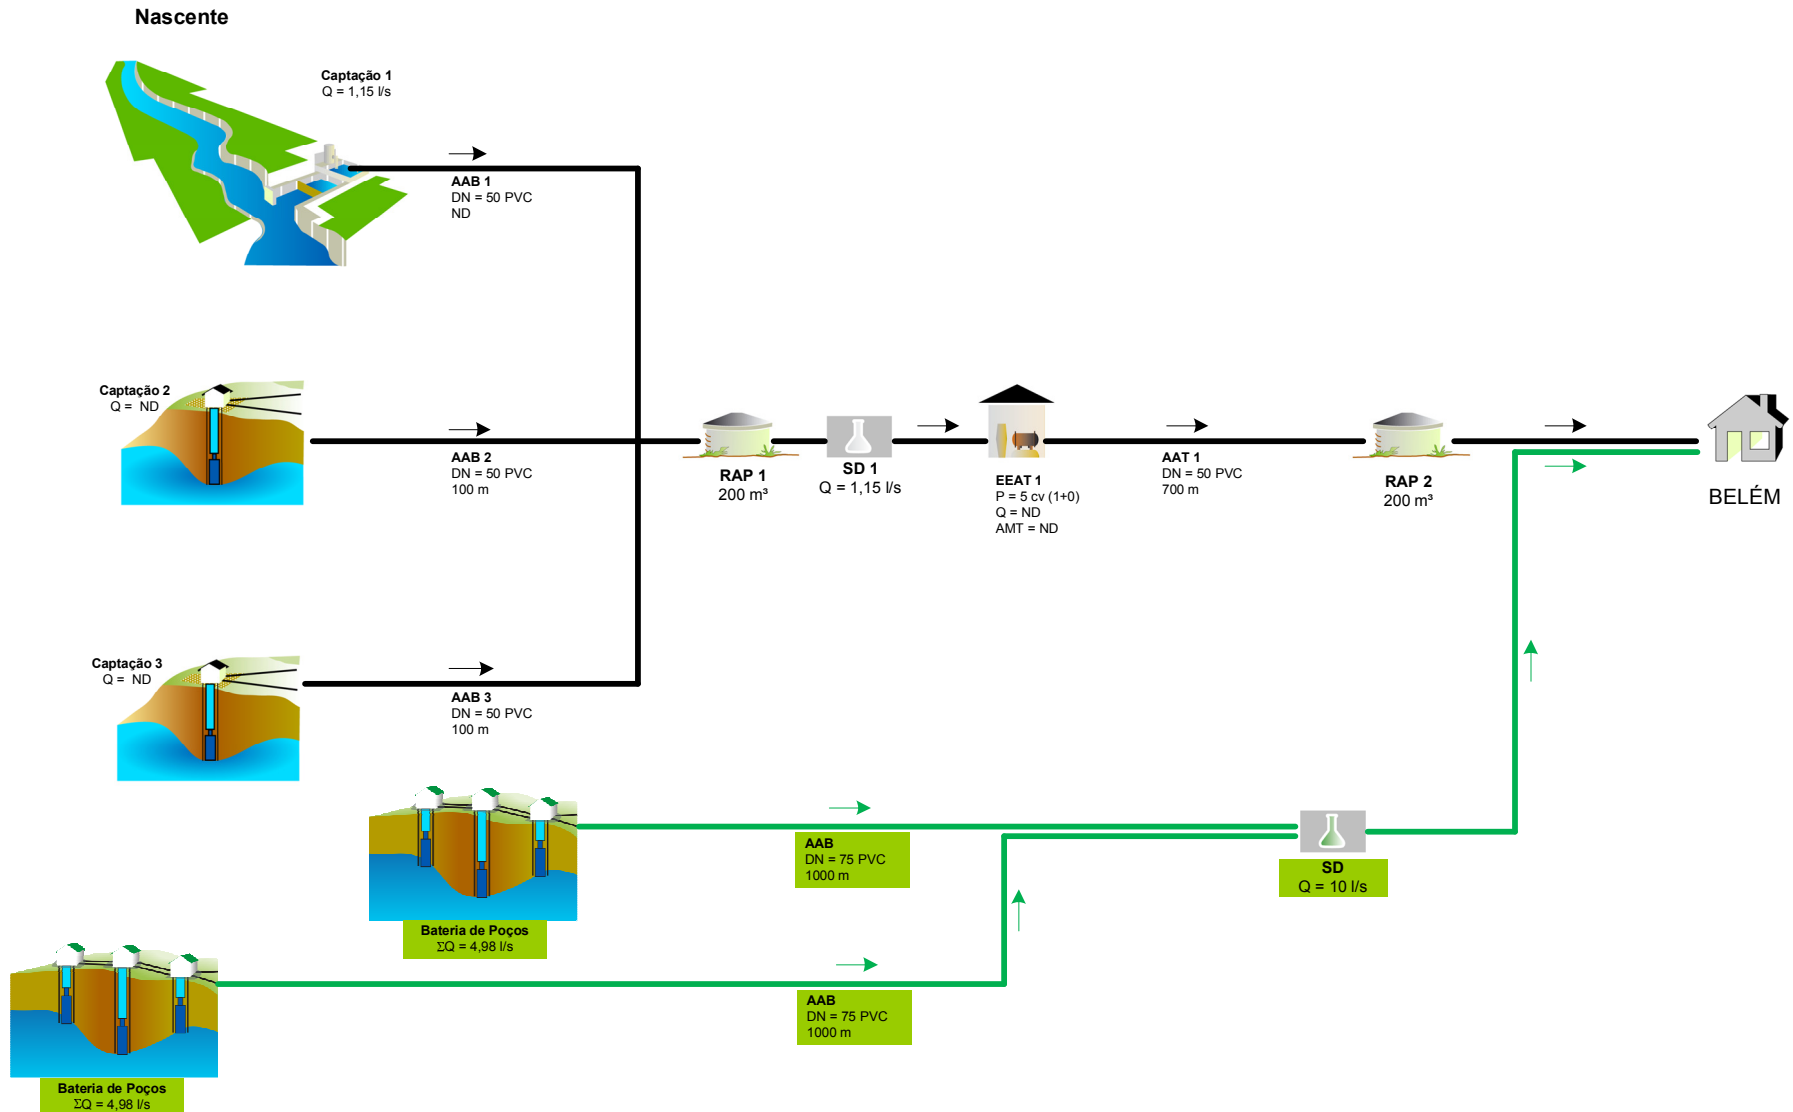 Nascente
Captação 1
Q = 1,15 l/s
AAB 1
DN = 50 PVC
ND
Captação 2
Q = ND
AAB 2
DN = 50 PVC
100 m
RAP 1
200 m³
SD 1
Q = 1,15 l/s
EEAT 1
P = 5 cv (1+0)
Q = ND
AMT = ND
AAT 1
DN = 50 PVC
700 m
RAP 2
200 m³
BELÉM
Captação 3
Q = ND
AAB 3
DN = 50 PVC
100 m
AAB
DN = 75 PVC
1000 m
SD
Q = 10 l/s
Bateria de Poços
ΣQ = 4,98 l/s
AAB
DN = 75 PVC
1000 m
Bateria de Poços
ΣQ = 4,98 l/s